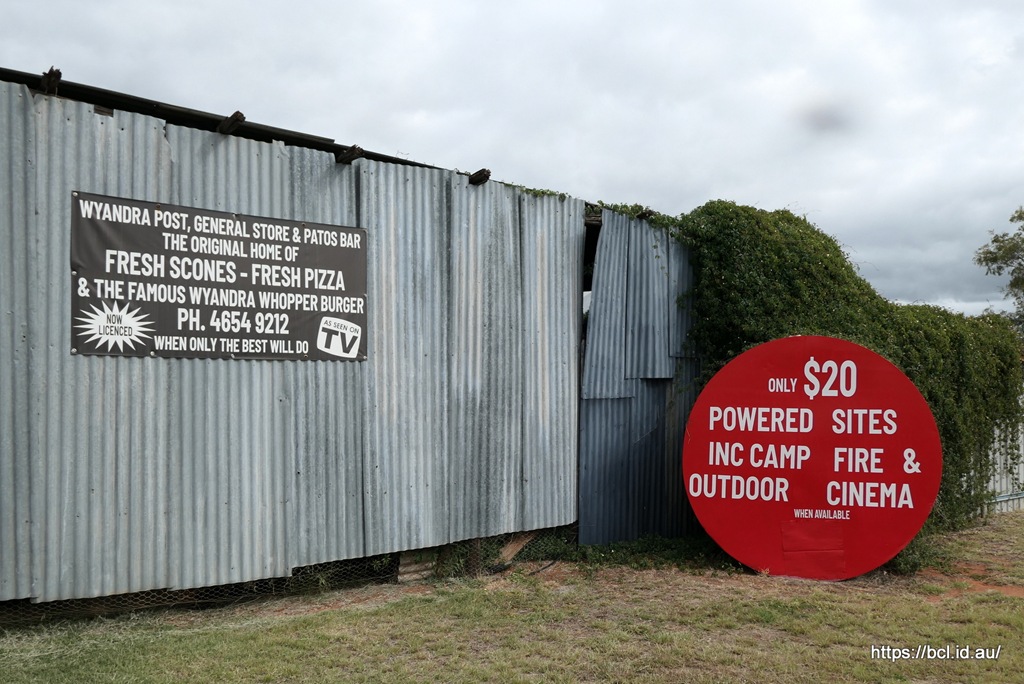 WYANDRA POST, GENERAL STORE & PATOS BAR
THE ORIGINAL HOME OF
FRESH SCONES - FRESH PIZZA
& THE FAMOUS WYANDRA WHOPPER BURGER
PH. 4654 9212
WHEN ONLY THE BEST WILL DO
NOW
LICENCED
AS SEEN ON
TV
ONLY $20
POWERED SITES
INC CAMP FIRE &
OUTDOOR CINEMA
WHEN AVAILABLE
https://bcl.id.au/